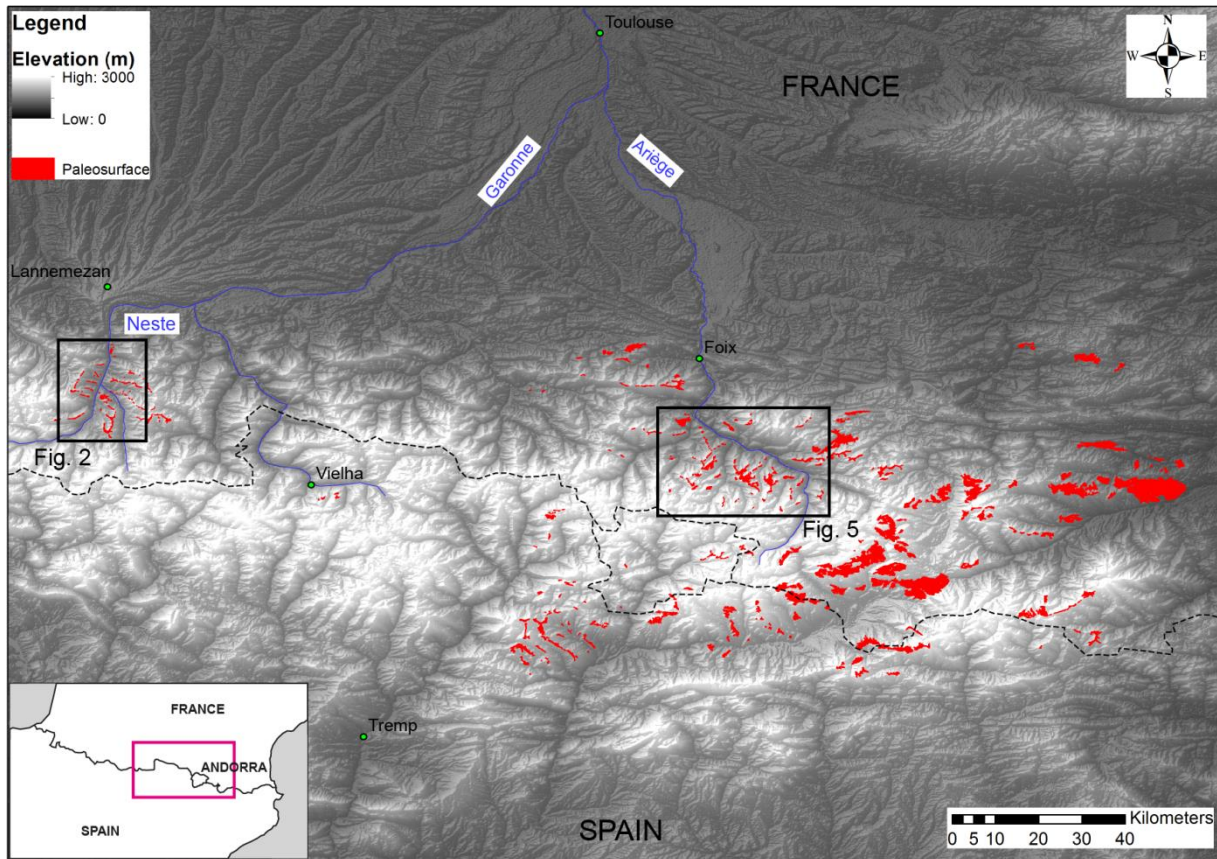 Legend
Elevation (m)
High: 3000
Low: 0
Paleosurface
Toulouse
FRANCE
N
W E
S
Garonne
Ariège
Lannemezan
Neste
Foix
Fig. 2
Vielha
Fig. 5
Tremp
SPAIN
FRANCE
ANDORRA
SPAIN
Kilometers
0 5 10 20 30 40